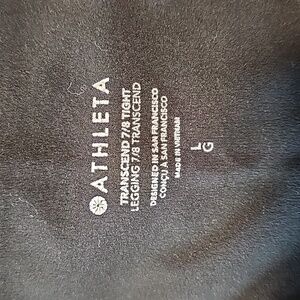 ATHLETA
TRANSCEND 7/8 TIGHT
LEGGING 7/8 TRANSCEND
DESIGNED IN SAN FRANCISCO
CONÇU À SAN FRANCISCO
MADE IN VIETNAM
L
G